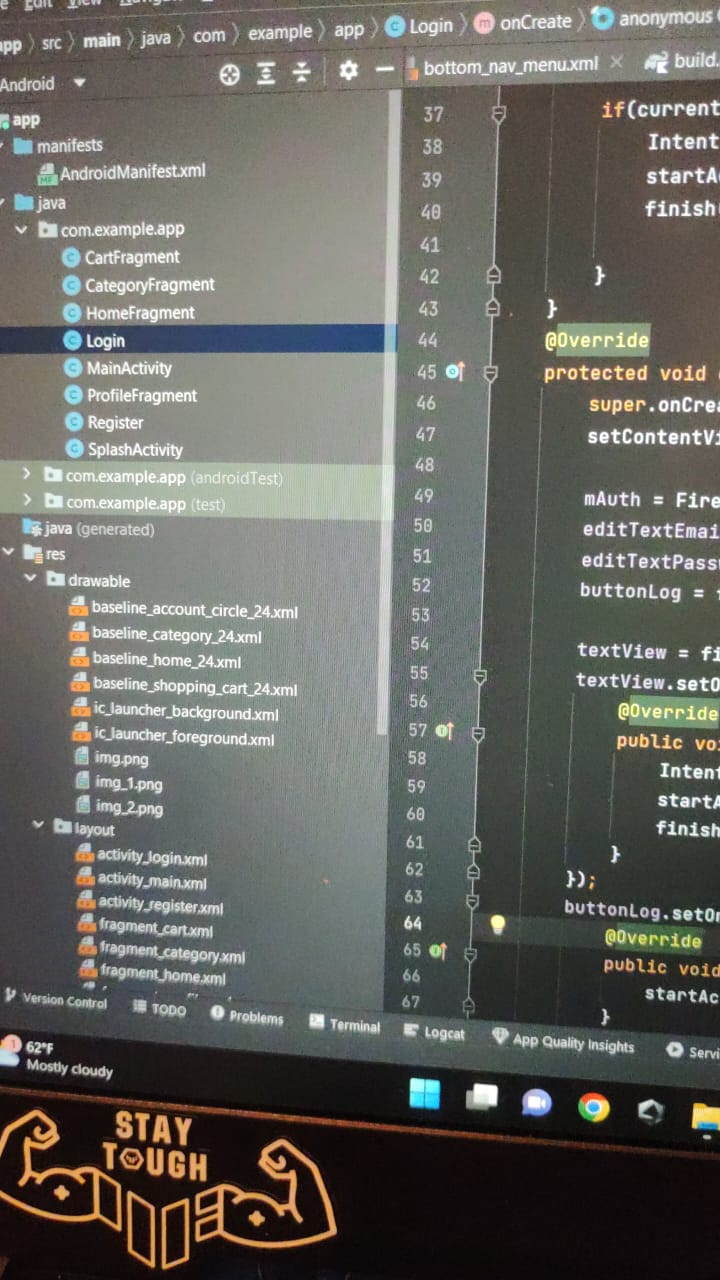 Edit
app 〉 src 〉 main 〉 java 〉 com 〉 example 〉 app 〉 Login 〉 onCreate 〉 anonymous
Android
bottom_nav_menu.xml
build.
app
manifests
AndroidManifest.xml
java
com.example.app
CartFragment
CategoryFragment
HomeFragment
Login
MainActivity
ProfileFragment
Register
SplashActivity
com.example.app (androidTest)
com.example.app (test)
java (generated)
res
drawable
baseline_account_circle_24.xml
baseline_category_24.xml
baseline_home_24.xml
baseline_shopping_cart_24.xml
ic_launcher_background.xml
ic_launcher_foreground.xml
img.png
img_1.png
img_2.png
layout
activity_login.xml
activity_main.xml
activity_register.xml
fragment_cart.xml
fragment_category.xml
fragment_home.xml
37 if(current
38 Intent
39 startAc
40 finish(
41
42 }
43 }
44 @Override
45 protected void
46 super.onCrea
47 setContentVi
48
49 mAuth = Fire
50 editTextEmai
51 editTextPass
52 buttonLog =
53
54 textView = fi
55 textView.setO
56 @Override
57 public vo
58 Intent
59 startA
60 finish
61 }
62 });
63 buttonLog.setOn
64 @Override
65 public void
66 startAc
67 }
Version Control TODO Problems Terminal Logcat App Quality Insights Servi
1
62°F
Mostly cloudy
STAY
TOUGH